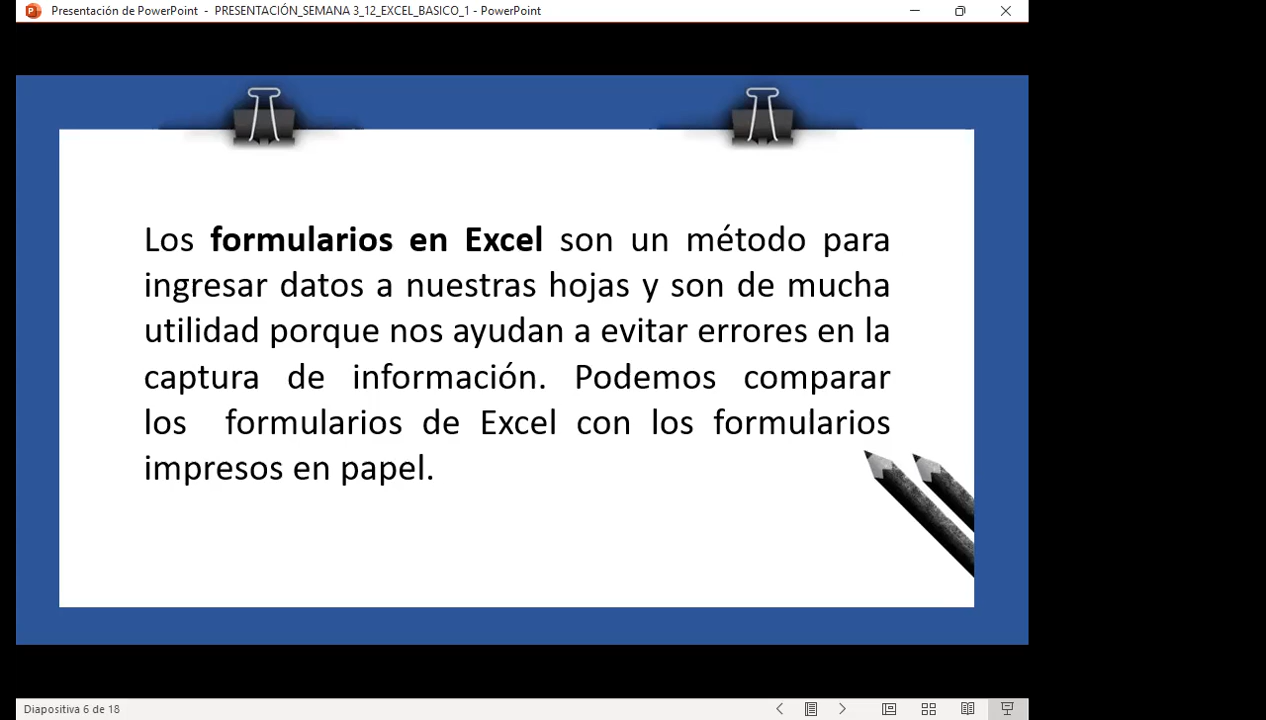 Presentación de PowerPoint - PRESENTACIÓN_SEMANA 3_12_EXCEL_BASICO_1 - PowerPoint
Los formularios en Excel son un método para
ingresar datos a nuestras hojas y son de mucha
utilidad porque nos ayudan a evitar errores en la
captura de información. Podemos comparar
los formularios de Excel con los formularios
impresos en papel.
Diapositiva 6 de 18